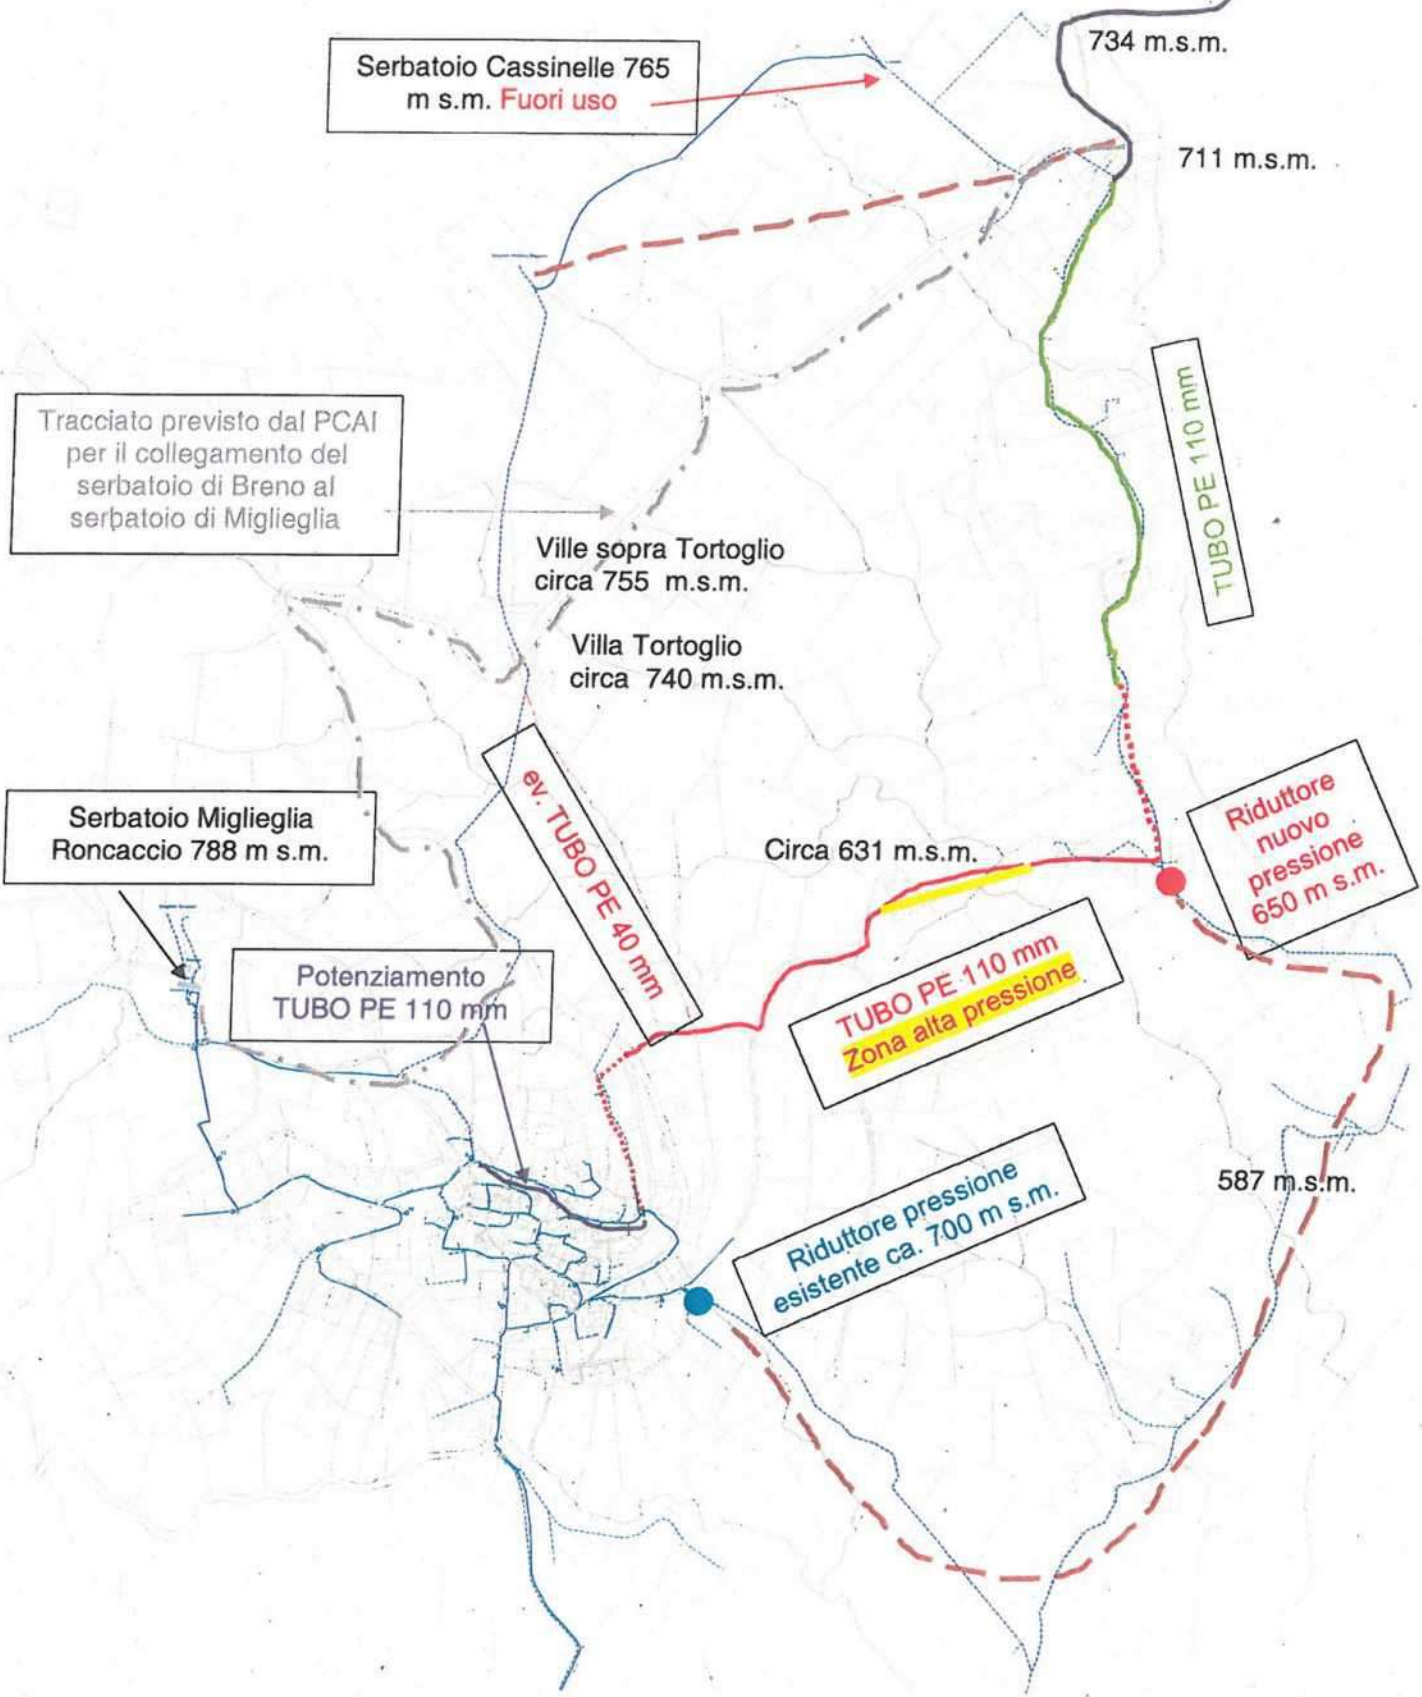 734 m.s.m.
Serbatoio Cassinelle 765
m s.m. Fuori uso
711 m.s.m.
TUBO PE 110 mm
Tracciato previsto dal PCAI
per il collegamento del
serbatoio di Breno al
serbatoio di Miglieglia
Ville sopra Tortoglio
circa 755 m.s.m.
Villa Tortoglio
circa 740 m.s.m.
ev. TUBO PE 40 mm
Riduttore
nuovo
pressione
650 m s.m.
Serbatoio Miglieglia
Roncaccio 788 m s.m.
Circa 631 m.s.m.
TUBO PE 110 mm
Zona alta pressione
Potenziamento
TUBO PE 110 mm
587 m.s.m.
Riduttore pressione
esistente ca. 700 m s.m.